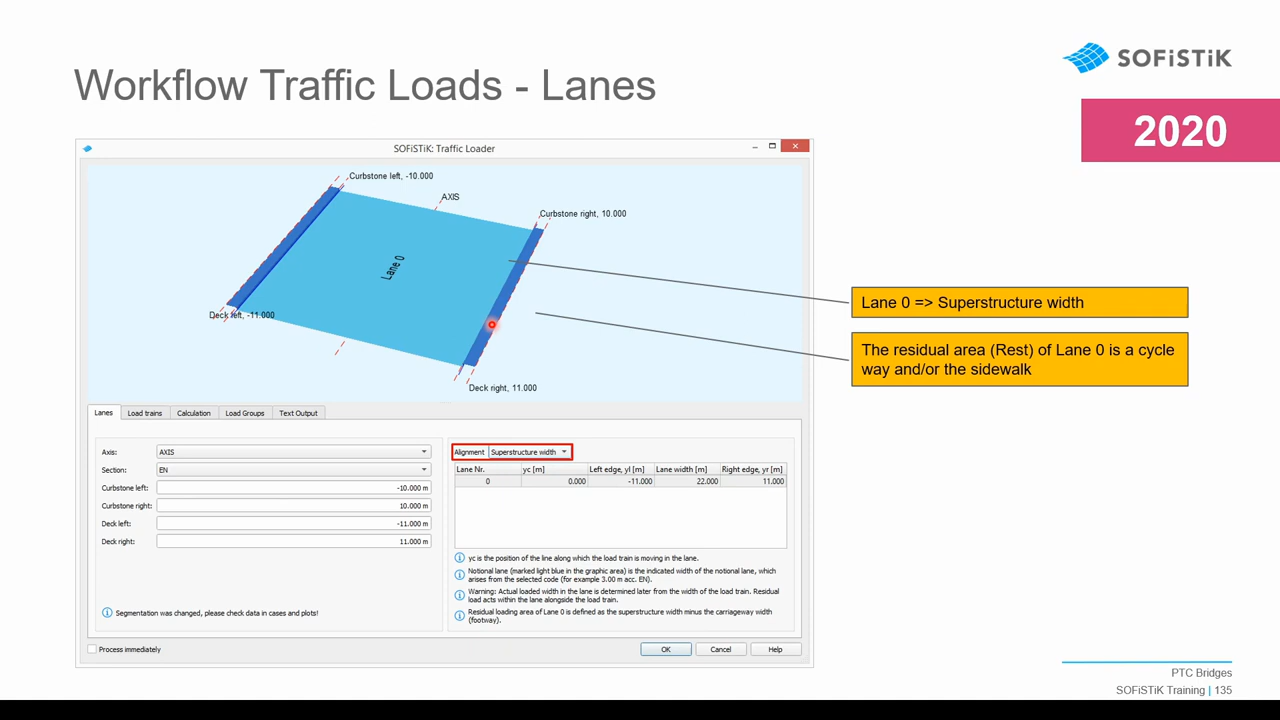 Workflow Traffic Loads - Lanes
SOFiSTiK
2020
SOFiSTiK: Traffic Loader
Curbstone left, -10.000
AXIS
Curbstone right, 10.000
Lane 0
Deck left, -11.000
Deck right, 11.000
Lane 0 => Superstructure width
The residual area (Rest) of Lane 0 is a cycle
way and/or the sidewalk
Lanes Load trains Calculation Load Groups Text Output
Axis: AXIS
Section: EN
Curbstone left: -10.000 m
Curbstone right: 10.000 m
Deck left: -11.000 m
Deck right: 11.000 m
Segmentation was changed, please check data in cases and plots!
Alignment Superstructure width
Lane Nr. yc [m] Left edge, yl [m] Lane width [m] Right edge, yr [m]
0 0.000 -11.000 22.000 11.000
yc is the position of the line along which the load train is moving in the lane.
Notional lane (marked light blue in the graphic area) is the indicated width of the notional lane, which
arises from the selected code (for example 3.00 m acc. EN).
Warning: Actual loaded width in the lane is determined later from the width of the load train. Residual
load acts within the lane alongside the load train.
Residual loading area of Lane 0 is defined as the superstructure width minus the carriageway width
(footway).
Process immediately
OK Cancel Help
PTC Bridges
SOFiSTiK Training | 135